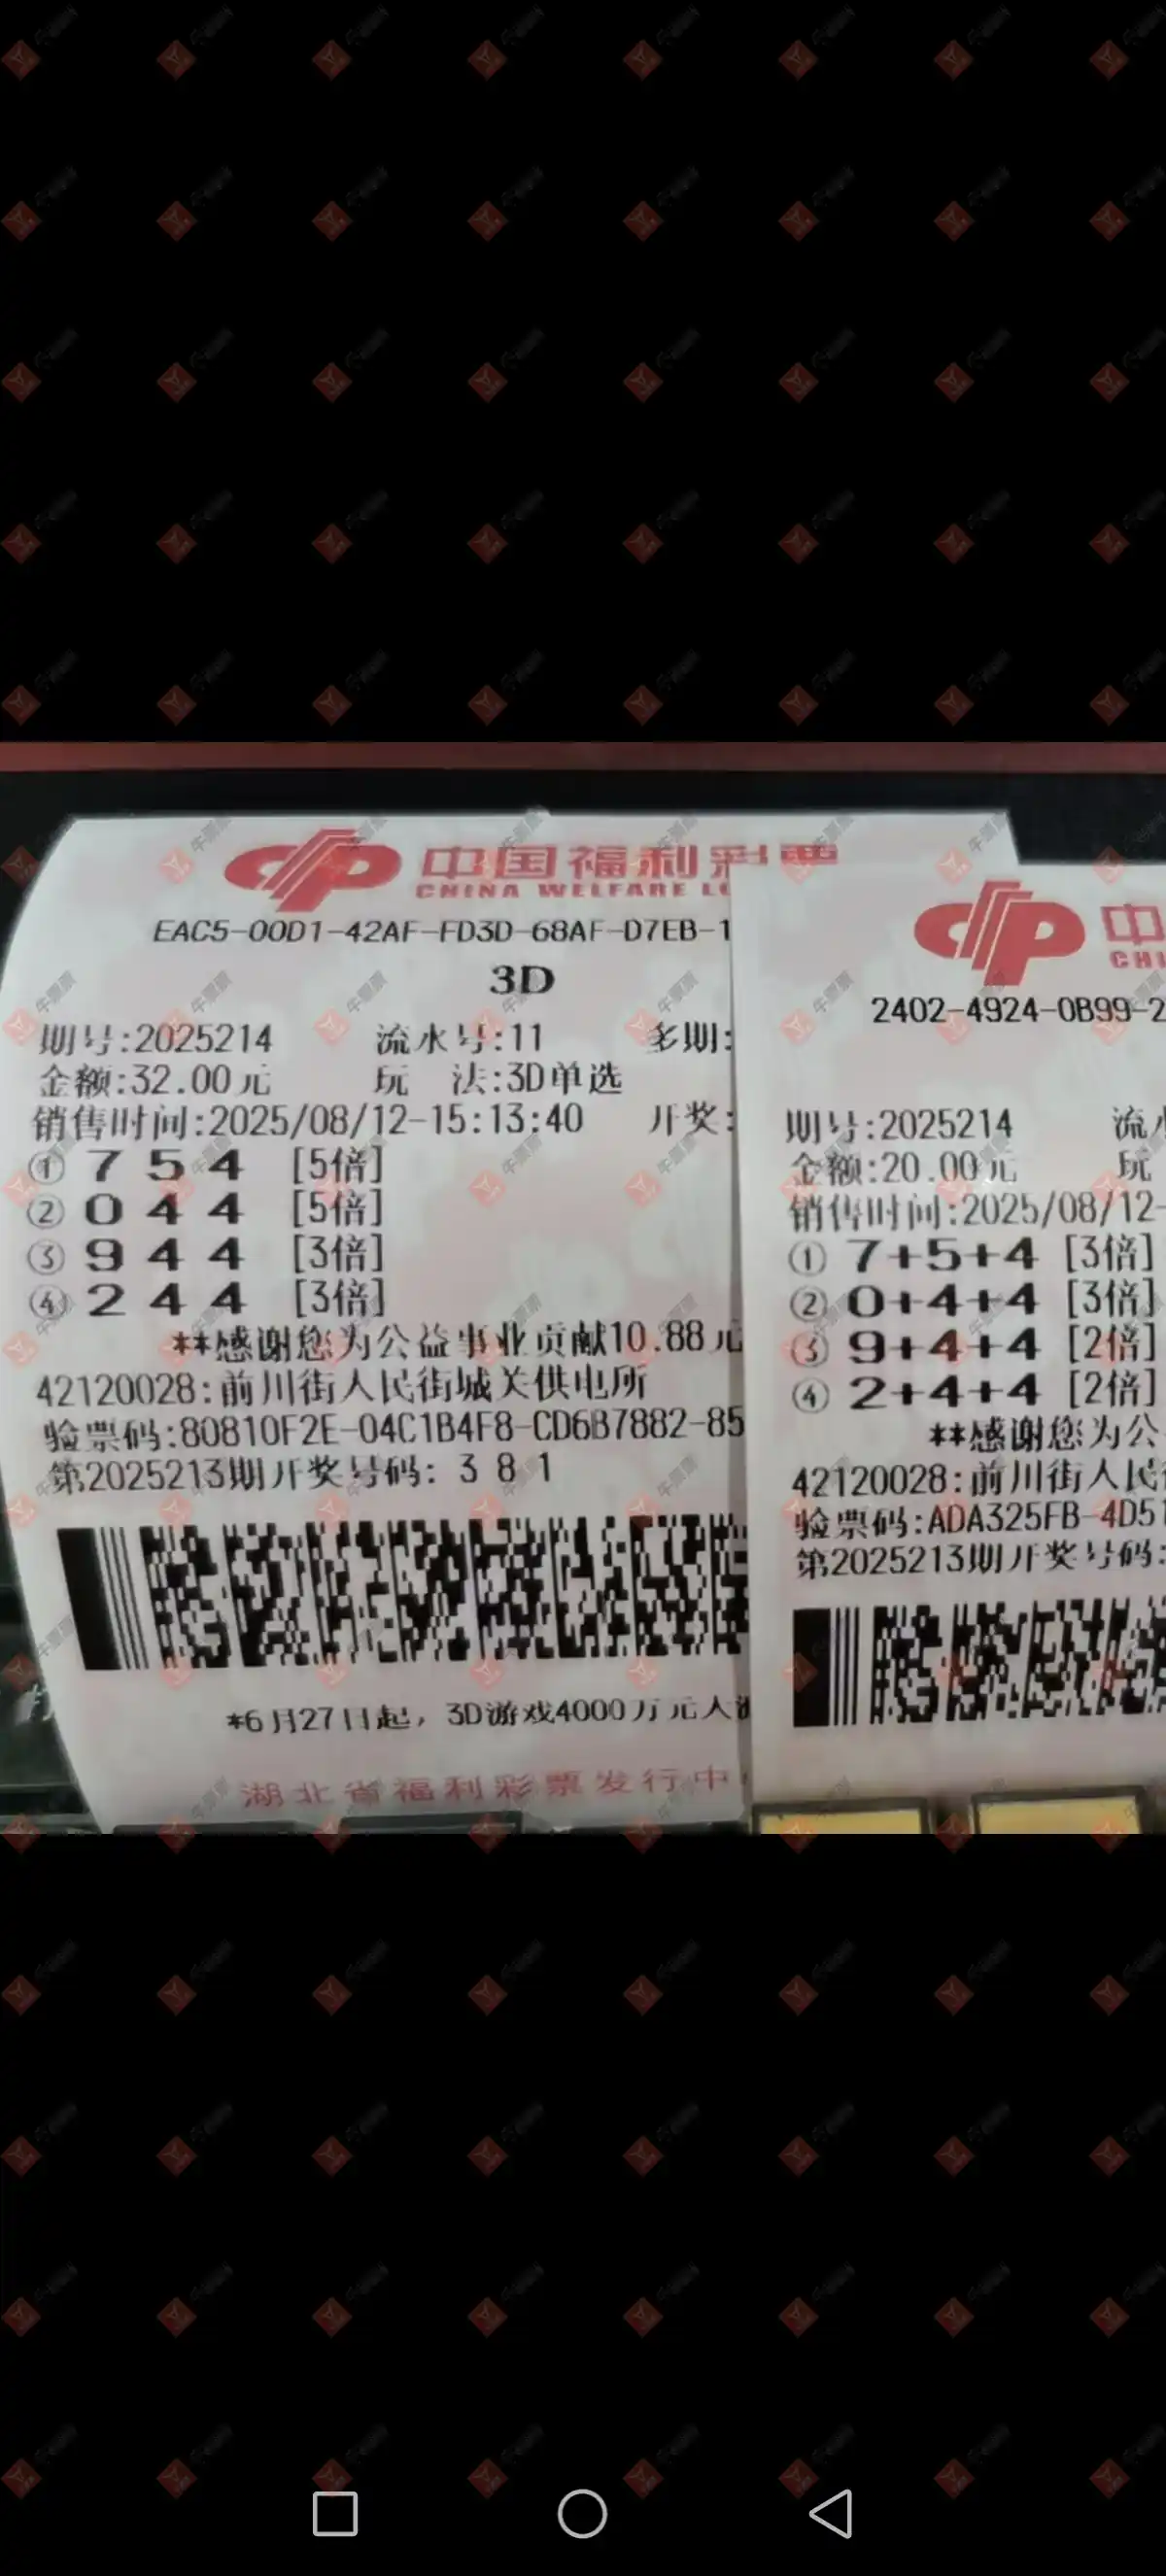 中国福利彩票
CHINA WELFARE L
EAC5-00D1-42AF-FD3D-68AF-D7EB-1
3D
期号:2025214 流水号:11 多期:
金额:32.00元 玩 法:3D单选
销售时间:2025/08/12-15:13:40 开奖:
① 7 5 4 [5倍]
② 0 4 4 [5倍]
③ 9 4 4 [3倍]
④ 2 4 4 [3倍]
**感谢您为公益事业贡献10.88元
42120028:前川街人民街城关供电所
验票码:80810F2E-04C1B4F8-CD6B7882-85
第2025213期开奖号码: 3 8 1
*6月27日起，3D游戏4000万元大派
湖北省福利彩票发行中
中
CHI
2402-4924-0B99-2
期号:2025214 流水
金额:20.00元 玩
销售时间:2025/08/12-
① 7+5+4 [3倍]
② 0+4+4 [3倍]
③ 9+4+4 [2倍]
④ 2+4+4 [2倍]
**感谢您为公
42120028:前川街人民
验票码:ADA325FB-4D51
第2025213期开奖号码:
牛票票